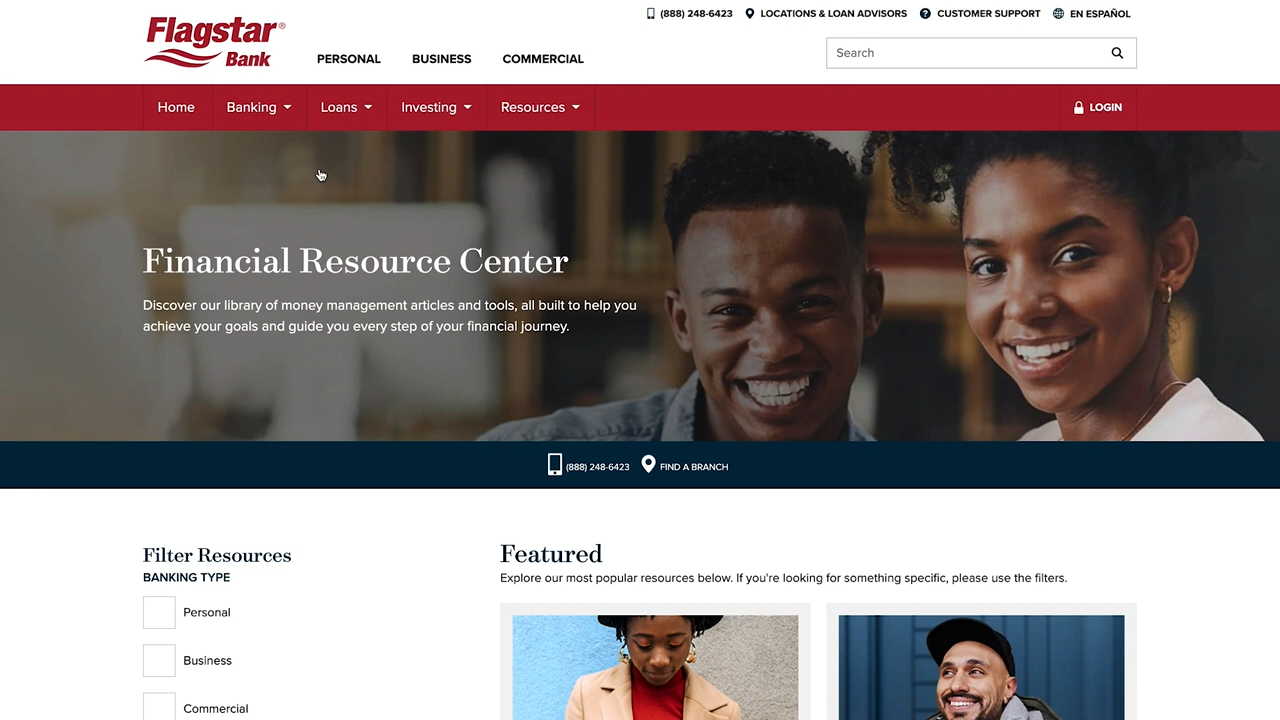 (888) 248-6423 LOCATIONS & LOAN ADVISORS CUSTOMER SUPPORT EN ESPAÑOL
Flagstar®
Bank
PERSONAL BUSINESS COMMERCIAL
Search
Home Banking Loans Investing Resources LOGIN
Financial Resource Center
Discover our library of money management articles and tools, all built to help you
achieve your goals and guide you every step of your financial journey.
(888) 248-6423 FIND A BRANCH
Filter Resources
BANKING TYPE
Personal
Business
Commercial
Featured
Explore our most popular resources below. If you're looking for something specific, please use the filters.